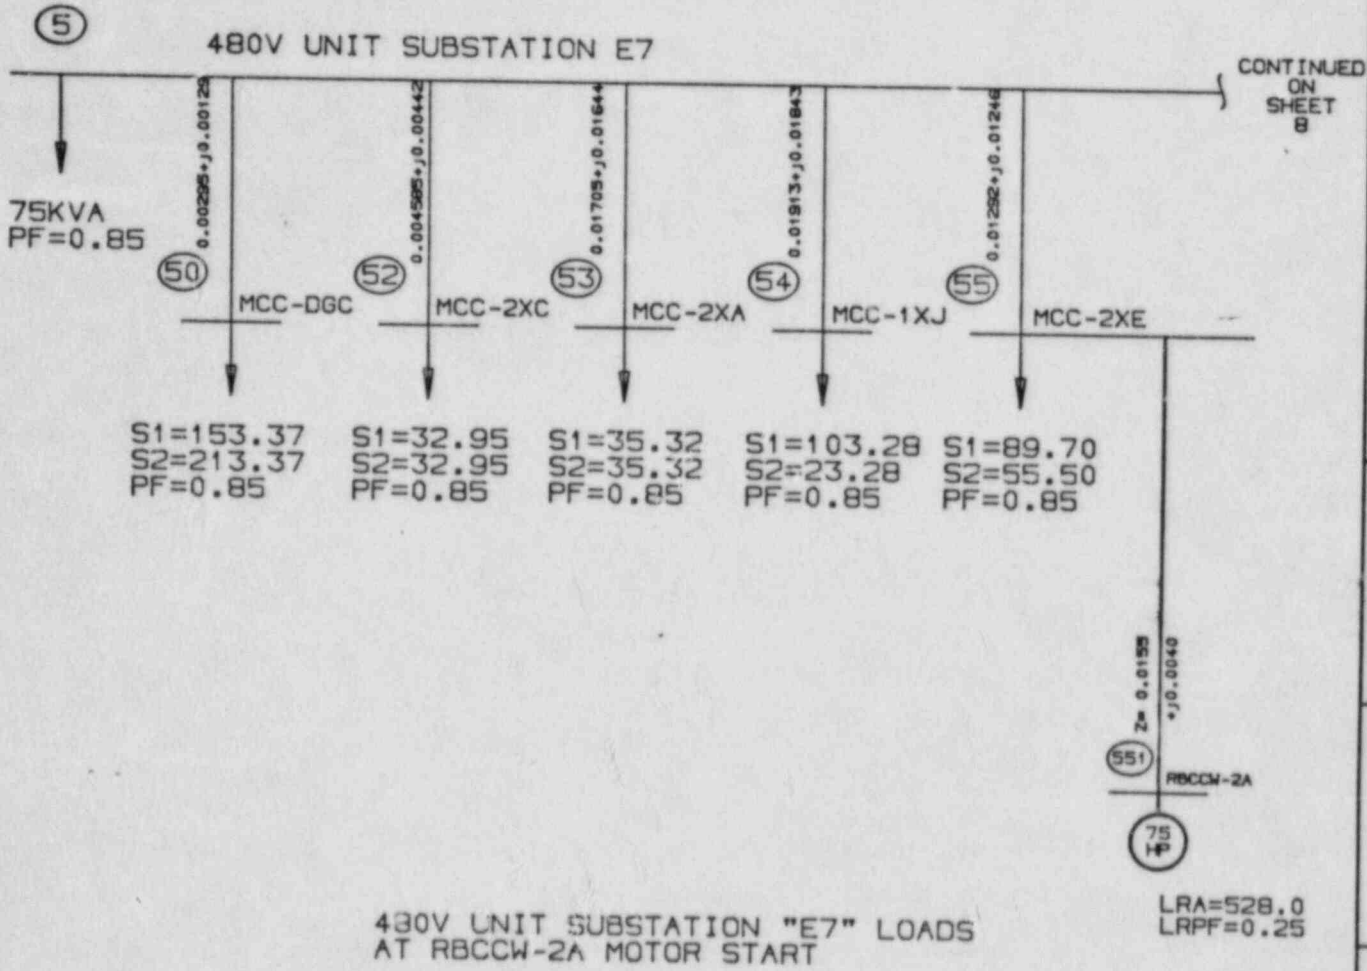 5
480V UNIT SUBSTATION E7
CONTINUED
ON
SHEET
8
75KVA
PF=0.85
0.00295+j0.00129
50
MCC-DGC
S1=153.37
S2=213.37
PF=0.85
0.004585+j0.00442
52
MCC-2XC
S1=32.95
S2=32.95
PF=0.85
0.01705+j0.01644
53
MCC-2XA
S1=35.32
S2=35.32
PF=0.85
0.01913+j0.01843
54
MCC-1XJ
S1=103.28
S2=23.28
PF=0.85
0.01292+j0.01246
55
MCC-2XE
S1=89.70
S2=55.50
PF=0.85
Z= 0.0155
+j0.0040
551
RBCCW-2A
75
HP
LRA=528.0
LRPF=0.25
480V UNIT SUBSTATION "E7" LOADS
AT RBCCW-2A MOTOR START